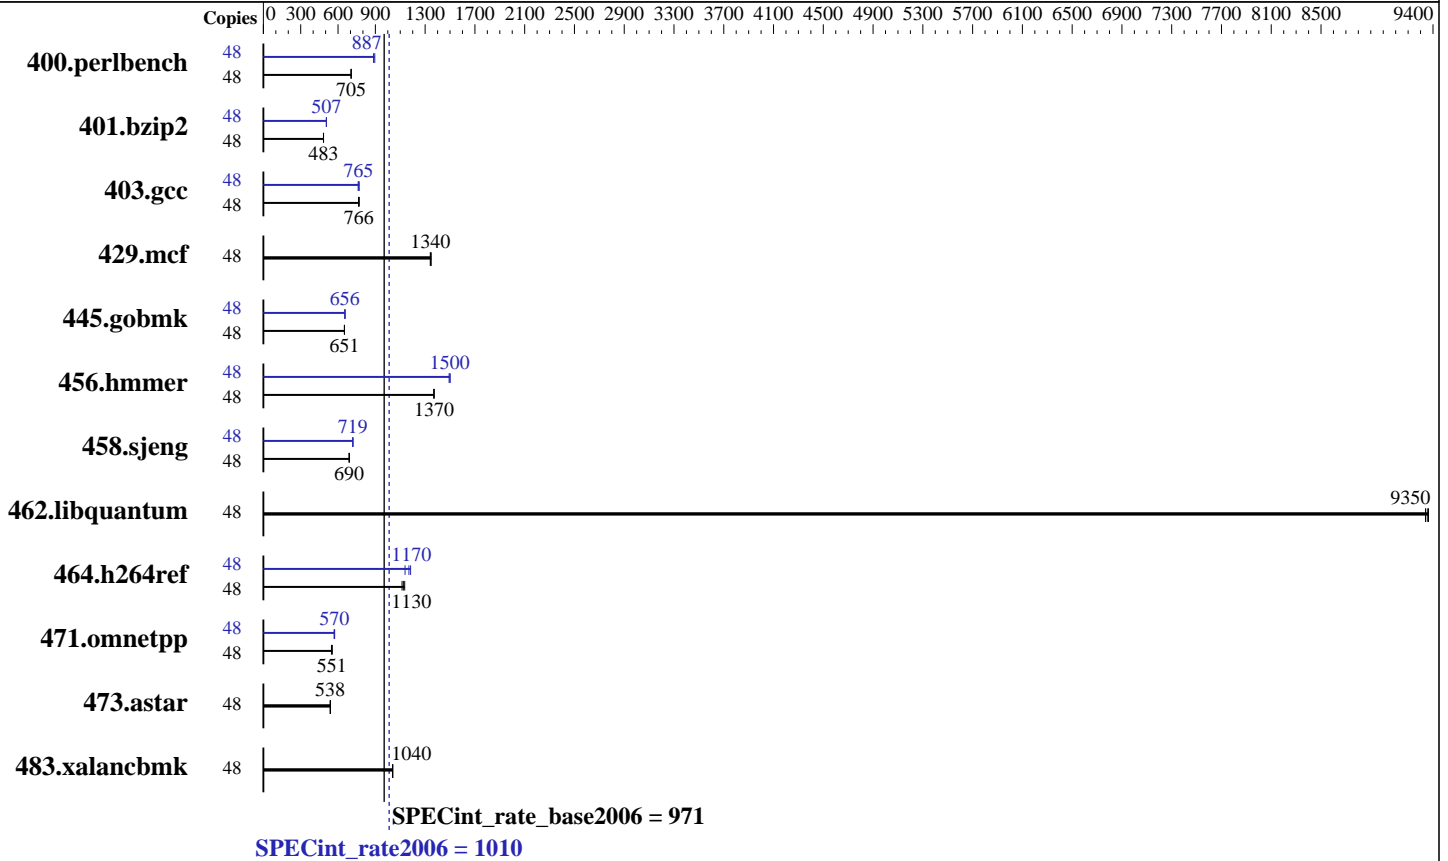 Copies 0 300 600 900 1300 1700 2100 2500 2900 3300 3700 4100 4500 4900 5300 5700 6100 6500 6900 7300 7700 8100 8500 9400
400.perlbench 48 887
48 705
401.bzip2 48 507
48 483
403.gcc 48 765
48 766
429.mcf 48 1340
445.gobmk 48 656
48 651
456.hmmer 48 1500
48 1370
458.sjeng 48 719
48 690
462.libquantum 48 9350
464.h264ref 48 1170
48 1130
471.omnetpp 48 570
48 551
473.astar 48 538
483.xalancbmk 48 1040
SPECint_rate_base2006 = 971
SPECint_rate2006 = 1010